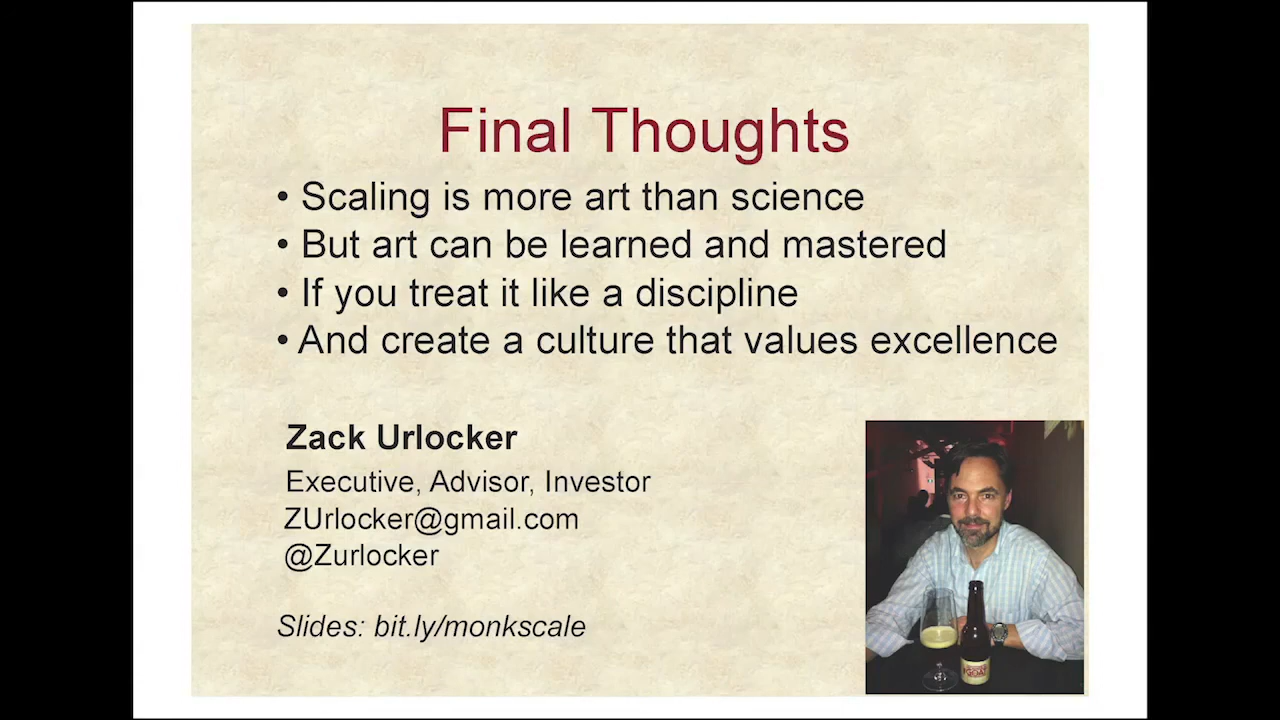 Final Thoughts
• Scaling is more art than science
• But art can be learned and mastered
• If you treat it like a discipline
• And create a culture that values excellence
Zack Urlocker
Executive, Advisor, Investor
ZUrlocker@gmail.com
@Zurlocker
Slides: bit.ly/monkscale
GOAT